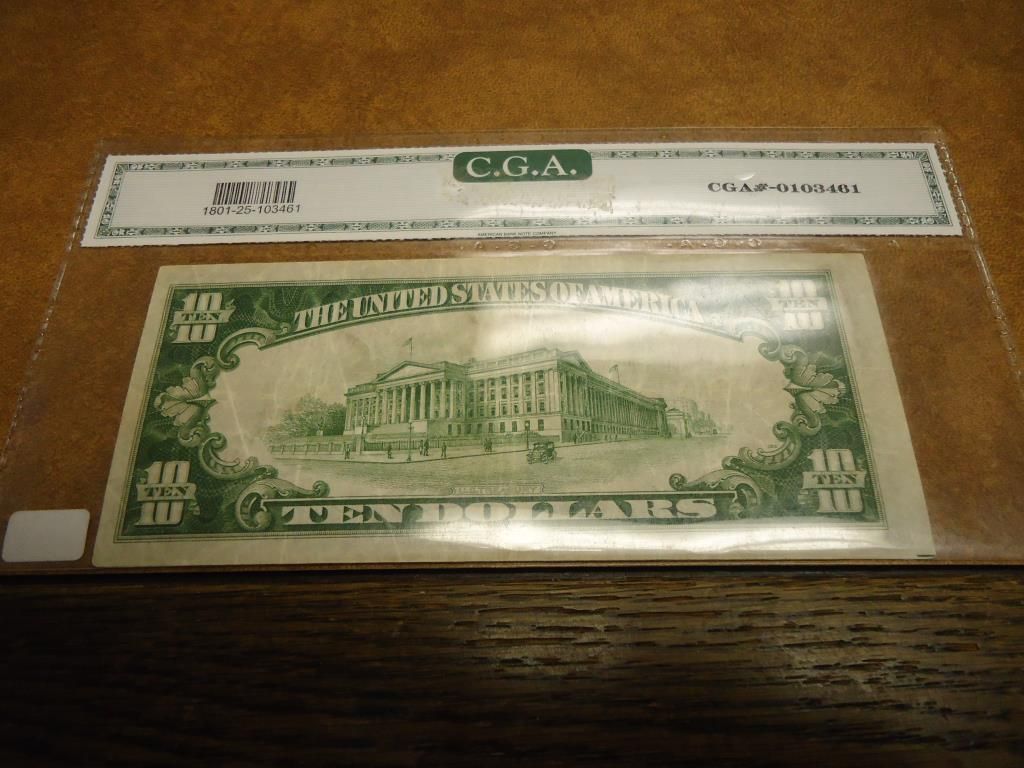 C.G.A.
1801-25-103461
CGA#-0103461
AMERICAN BANK NOTE COMPANY
10 TEN 10
THE UNITED STATES OF AMERICA
10 TEN 10
10 TEN 10
10 TEN 10
TEN DOLLARS